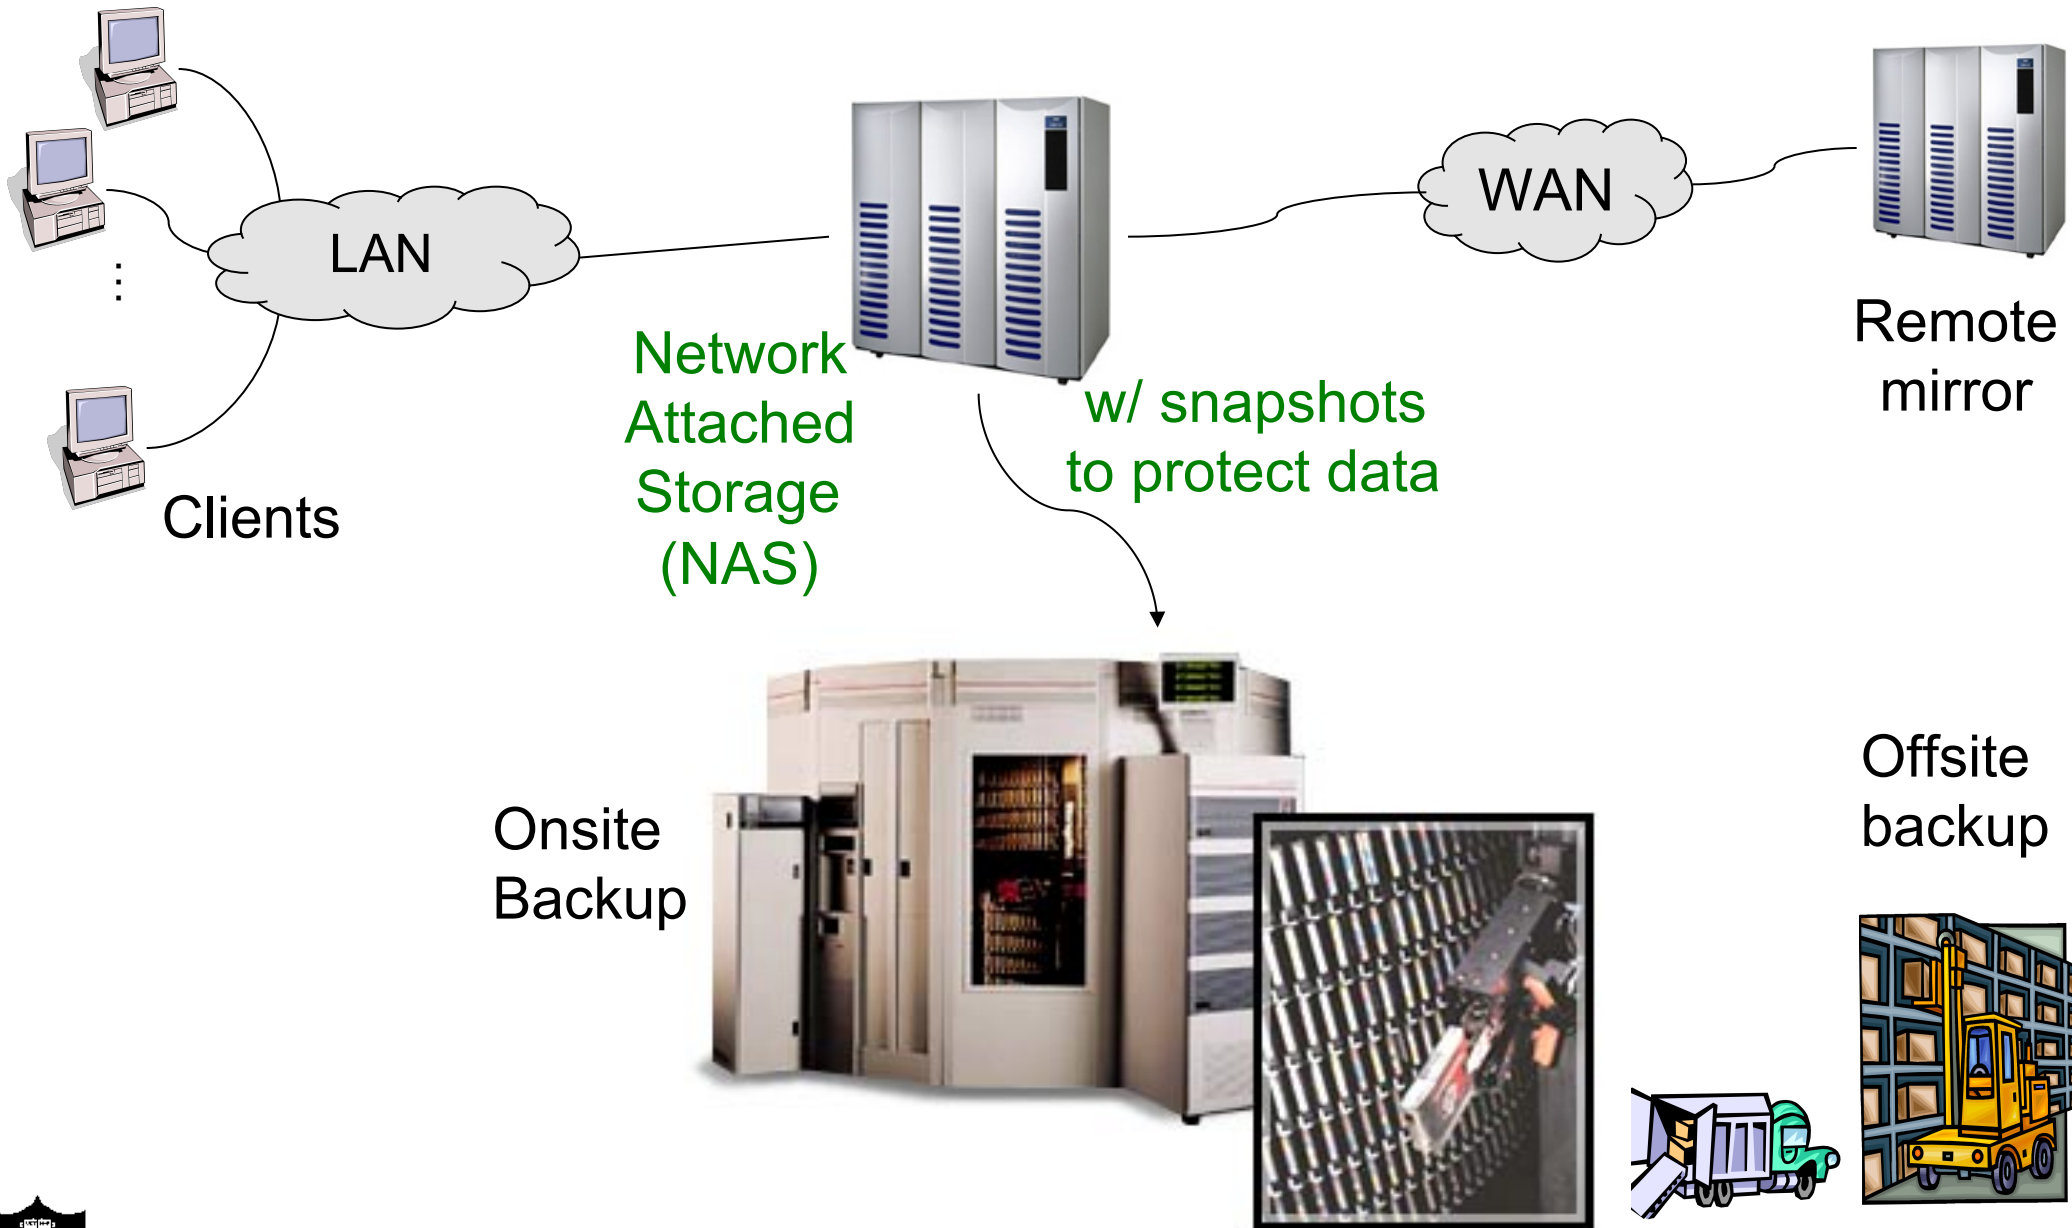 LAN
WAN
Network
Attached
Storage
(NAS)
w/ snapshots
to protect data
Remote
mirror
Clients
Onsite
Backup
Offsite
backup